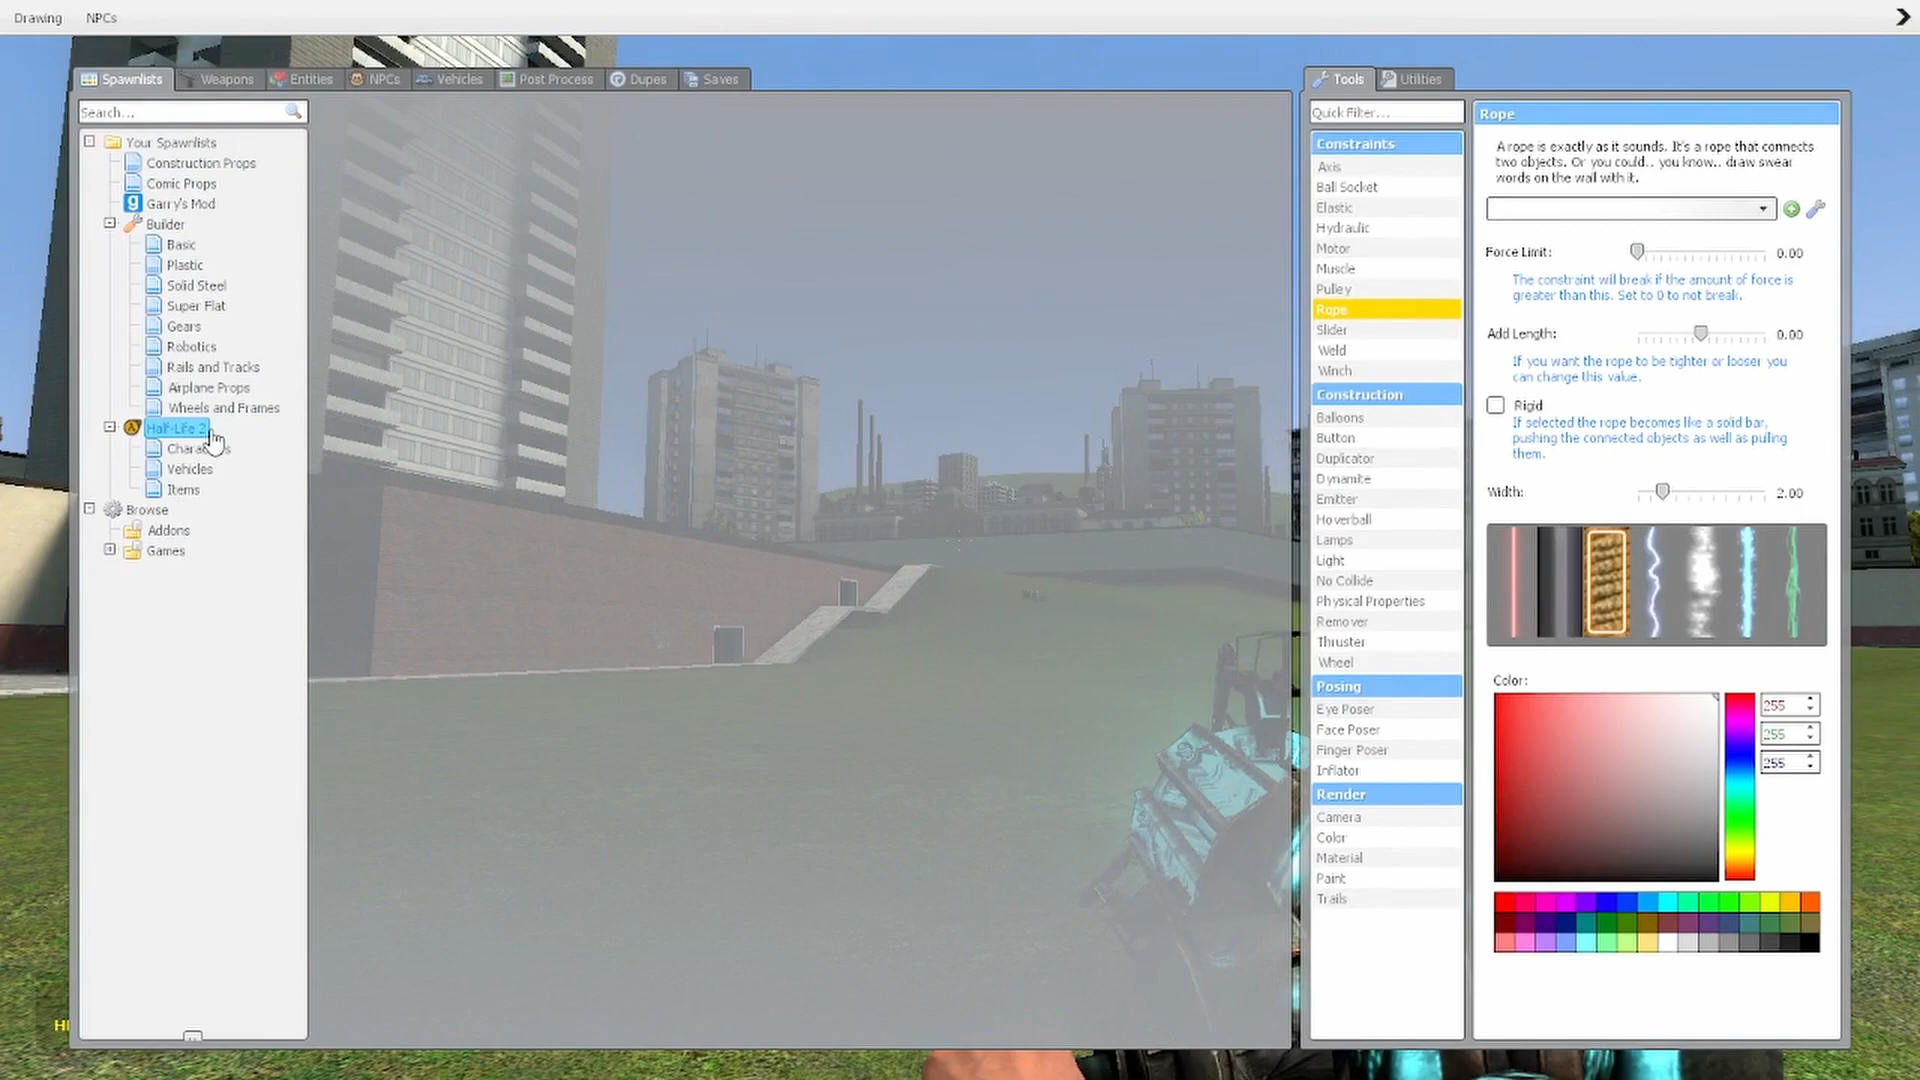 Drawing NPCs
Spawnlists Weapons Entities NPCs Vehicles Post Process Dupes Saves
Search...
Your Spawnlists
Construction Props
Comic Props
Garry's Mod
Builder
Basic
Plastic
Solid Steel
Super Flat
Gears
Robotics
Rails and Tracks
Airplane Props
Wheels and Frames
Half-Life 2
Vehicles
Items
Browse
Addons
Games
Tools Utilities
Quick Filter...
Constraints
Axis
Ball Socket
Elastic
Hydraulic
Motor
Muscle
Pulley
Rope
Slider
Weld
Winch
Construction
Balloons
Button
Duplicator
Dynamite
Emitter
Hoverball
Lamps
Light
No Collide
Physical Properties
Remover
Thruster
Wheel
Posing
Eye Poser
Face Poser
Finger Poser
Inflator
Render
Camera
Color
Material
Paint
Trails
Rope
A rope is exactly as it sounds. It's a rope that connects
two objects. Or you could.. you know.. draw swear
words on the wall with it.
Force Limit: 0.00
The constraint will break if the amount of force is
greater than this. Set to 0 to not break.
Add Length: 0.00
If you want the rope to be tighter or looser you
can change this value.
Rigid
If selected the rope becomes like a solid bar,
pushing the connected objects as well as pulling
them.
Width: 2.00
Color:
255
255
255